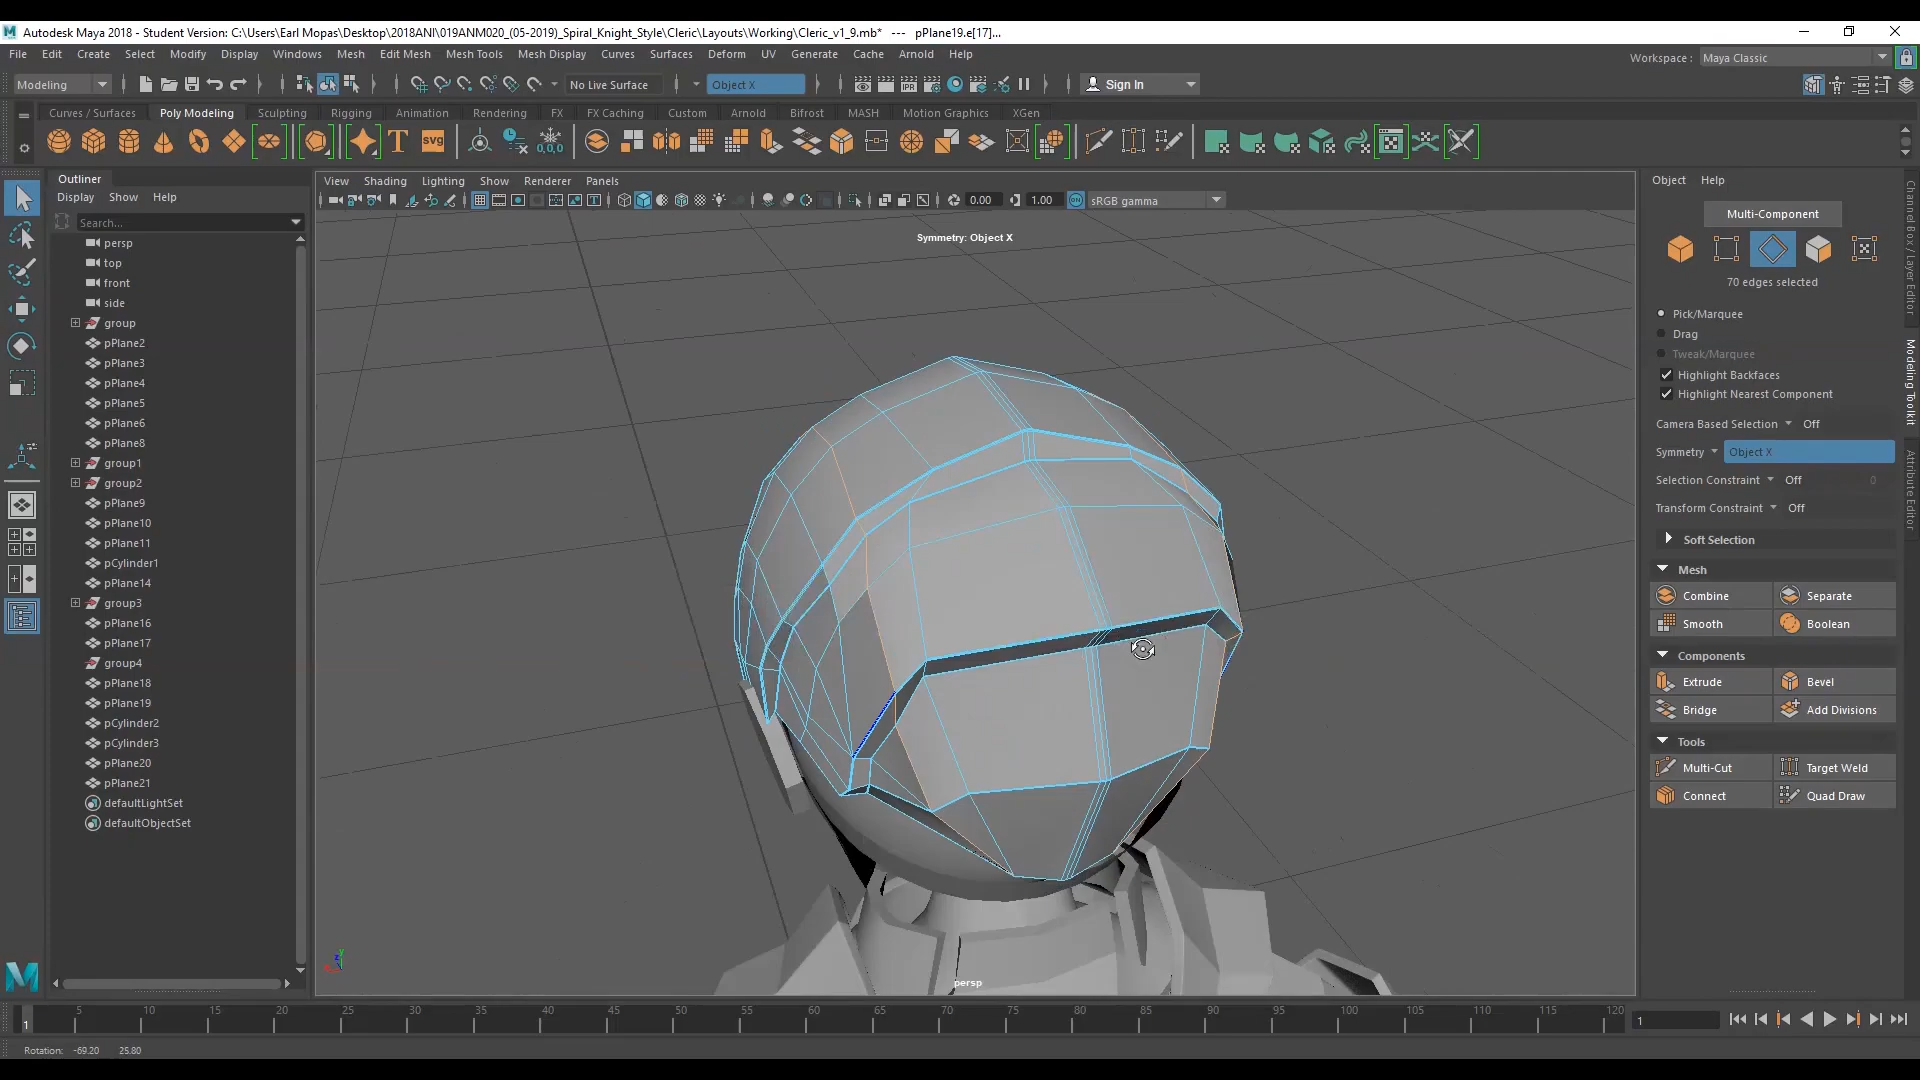 Autodesk Maya 2018 - Student Version: C:\Users\Earl Mopas\Desktop\2018ANI\019ANM020_(05-2019)_Spiral_Knight_Style\Cleric\Layouts\Working\Cleric_v1_9.mb* --- pPlane19.e[17]...
File Edit Create Select Modify Display Windows Mesh Edit Mesh Mesh Tools Mesh Display Curves Surfaces Deform UV Generate Cache Arnold Help
Workspace : Maya Classic
Modeling No Live Surface Object X Sign In
Curves / Surfaces Poly Modeling Sculpting Rigging Animation Rendering FX FX Caching Custom Arnold Bifrost MASH Motion Graphics XGen
T SVG 0,0,0
Outliner
Display Show Help
Search...
persp
top
front
side
group
pPlane2
pPlane3
pPlane4
pPlane5
pPlane6
pPlane8
group1
group2
pPlane9
pPlane10
pPlane11
pCylinder1
pPlane14
group3
pPlane16
pPlane17
group4
pPlane18
pPlane19
pCylinder2
pCylinder3
pPlane20
pPlane21
defaultLightSet
defaultObjectSet
View Shading Lighting Show Renderer Panels
0.00 1.00 ON sRGB gamma
Symmetry: Object X
persp
Object Help
Multi-Component
70 edges selected
Pick/Marquee
Drag
Tweak/Marquee
Highlight Backfaces
Highlight Nearest Component
Camera Based Selection Off
Symmetry Object X
Selection Constraint Off 0
Transform Constraint Off
Soft Selection
Mesh
Combine Separate
Smooth Boolean
Components
Extrude Bevel
Bridge Add Divisions
Tools
Multi-Cut Target Weld
Connect Quad Draw
Channel Box / Layer Editor
Modeling Toolkit
Attribute Editor
5 10 15 20 25 30 35 40 45 50 55 60 65 70 75 80 85 90 95 100 105 110 115 120
1
1
Rotation: -69.20 25.80